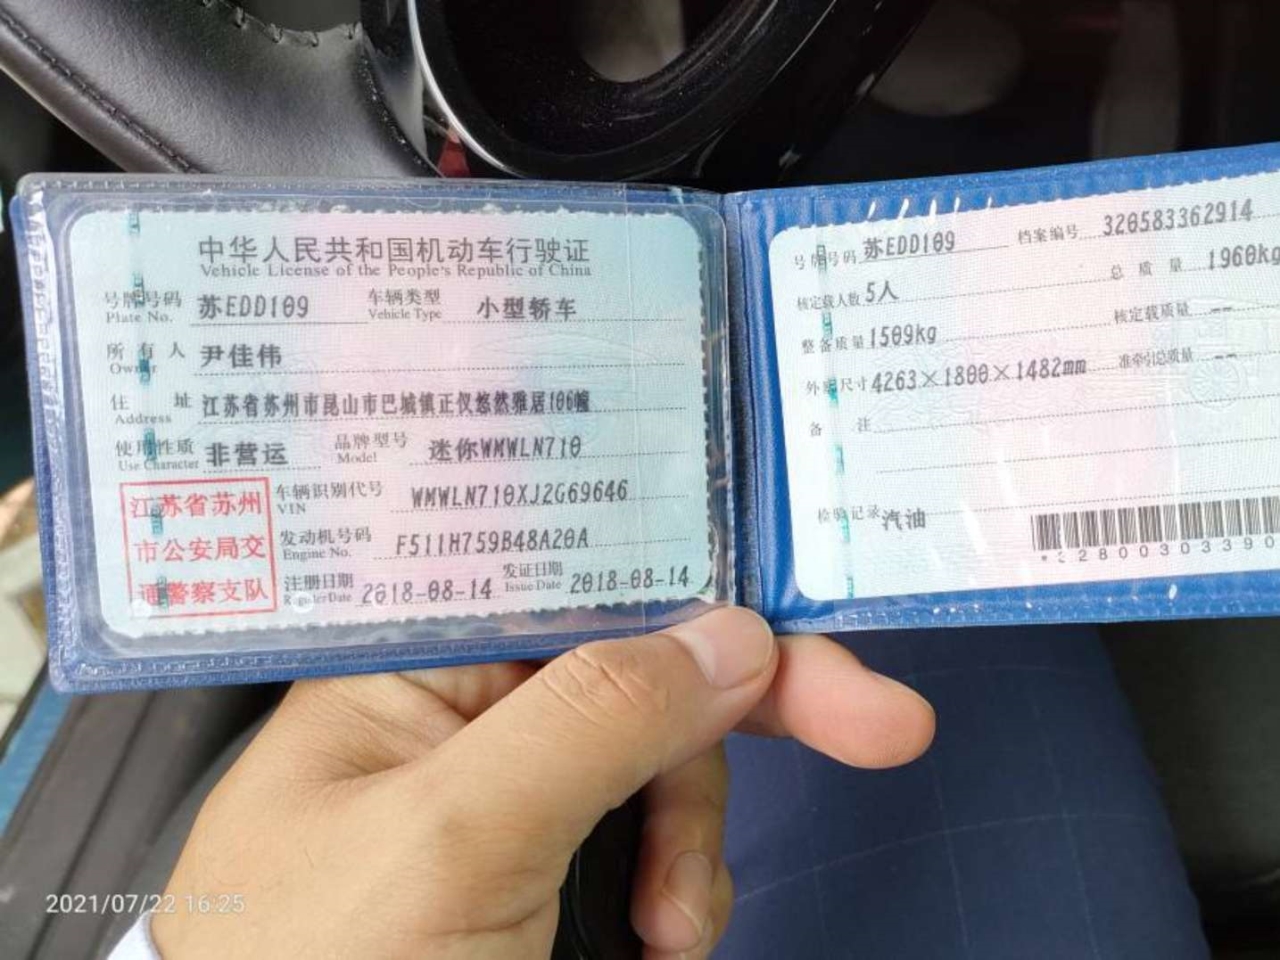 中华人民共和国机动车行驶证
Vehicle License of the People's Republic of China
号牌号码 苏EDD109 车辆类型 小型轿车
Plate No. Vehicle Type
所有人 尹佳伟
Owner
住址 江苏省苏州市昆山市巴城镇正仪悠然雅居106幢
Address
使用性质 非营运 品牌型号 迷你WMWLN710
Use Character Model
江苏省苏州
市公安局交
通警察支队
车辆识别代号 WMWLN710XJ2G69646
VIN
发动机号码 F511H759B48A20A
Engine No.
注册日期 2018-08-14 发证日期 2018-08-14
Register Date Issue Date
号牌号码 苏EDD109 档案编号 320583362914
核定载人数 5人 总质量 1960kg
整备质量 1509kg 核定载质量 --
外廓尺寸 4263×1800×1482mm 准牵引总质量 --
备注
检验记录 汽油
2021/07/22 16:25